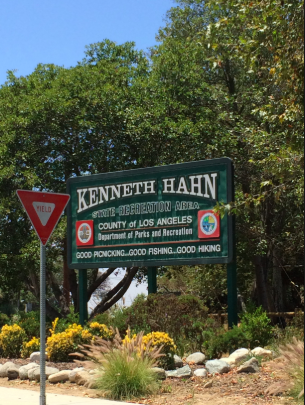 YIELD
KENNETH HAHN
STATE RECREATION AREA
COUNTY of LOS ANGELES
Department of Parks and Recreation
GOOD PICNICKING...GOOD FISHING...GOOD HIKING